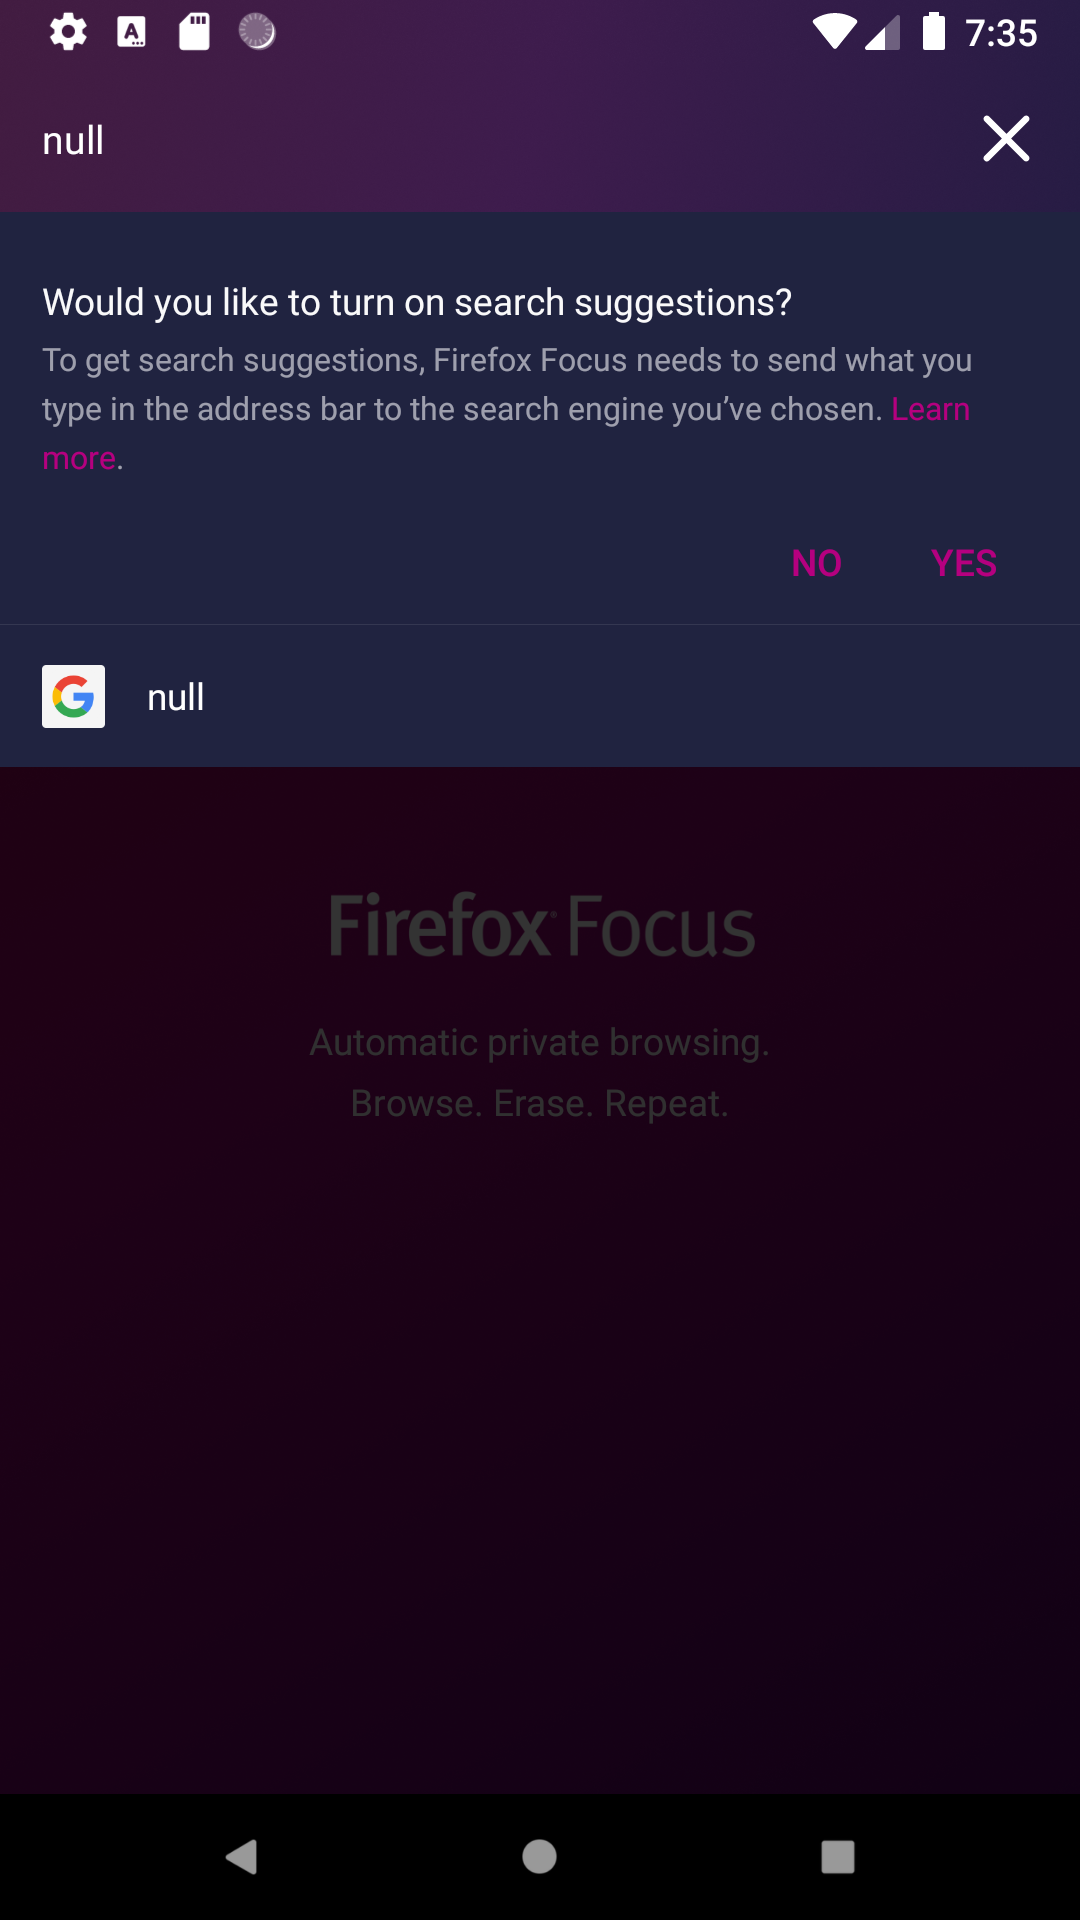 7:35
null
Would you like to turn on search suggestions?
To get search suggestions, Firefox Focus needs to send what you
type in the address bar to the search engine you’ve chosen. Learn
more.
NO YES
null
Firefox Focus
Automatic private browsing.
Browse. Erase. Repeat.